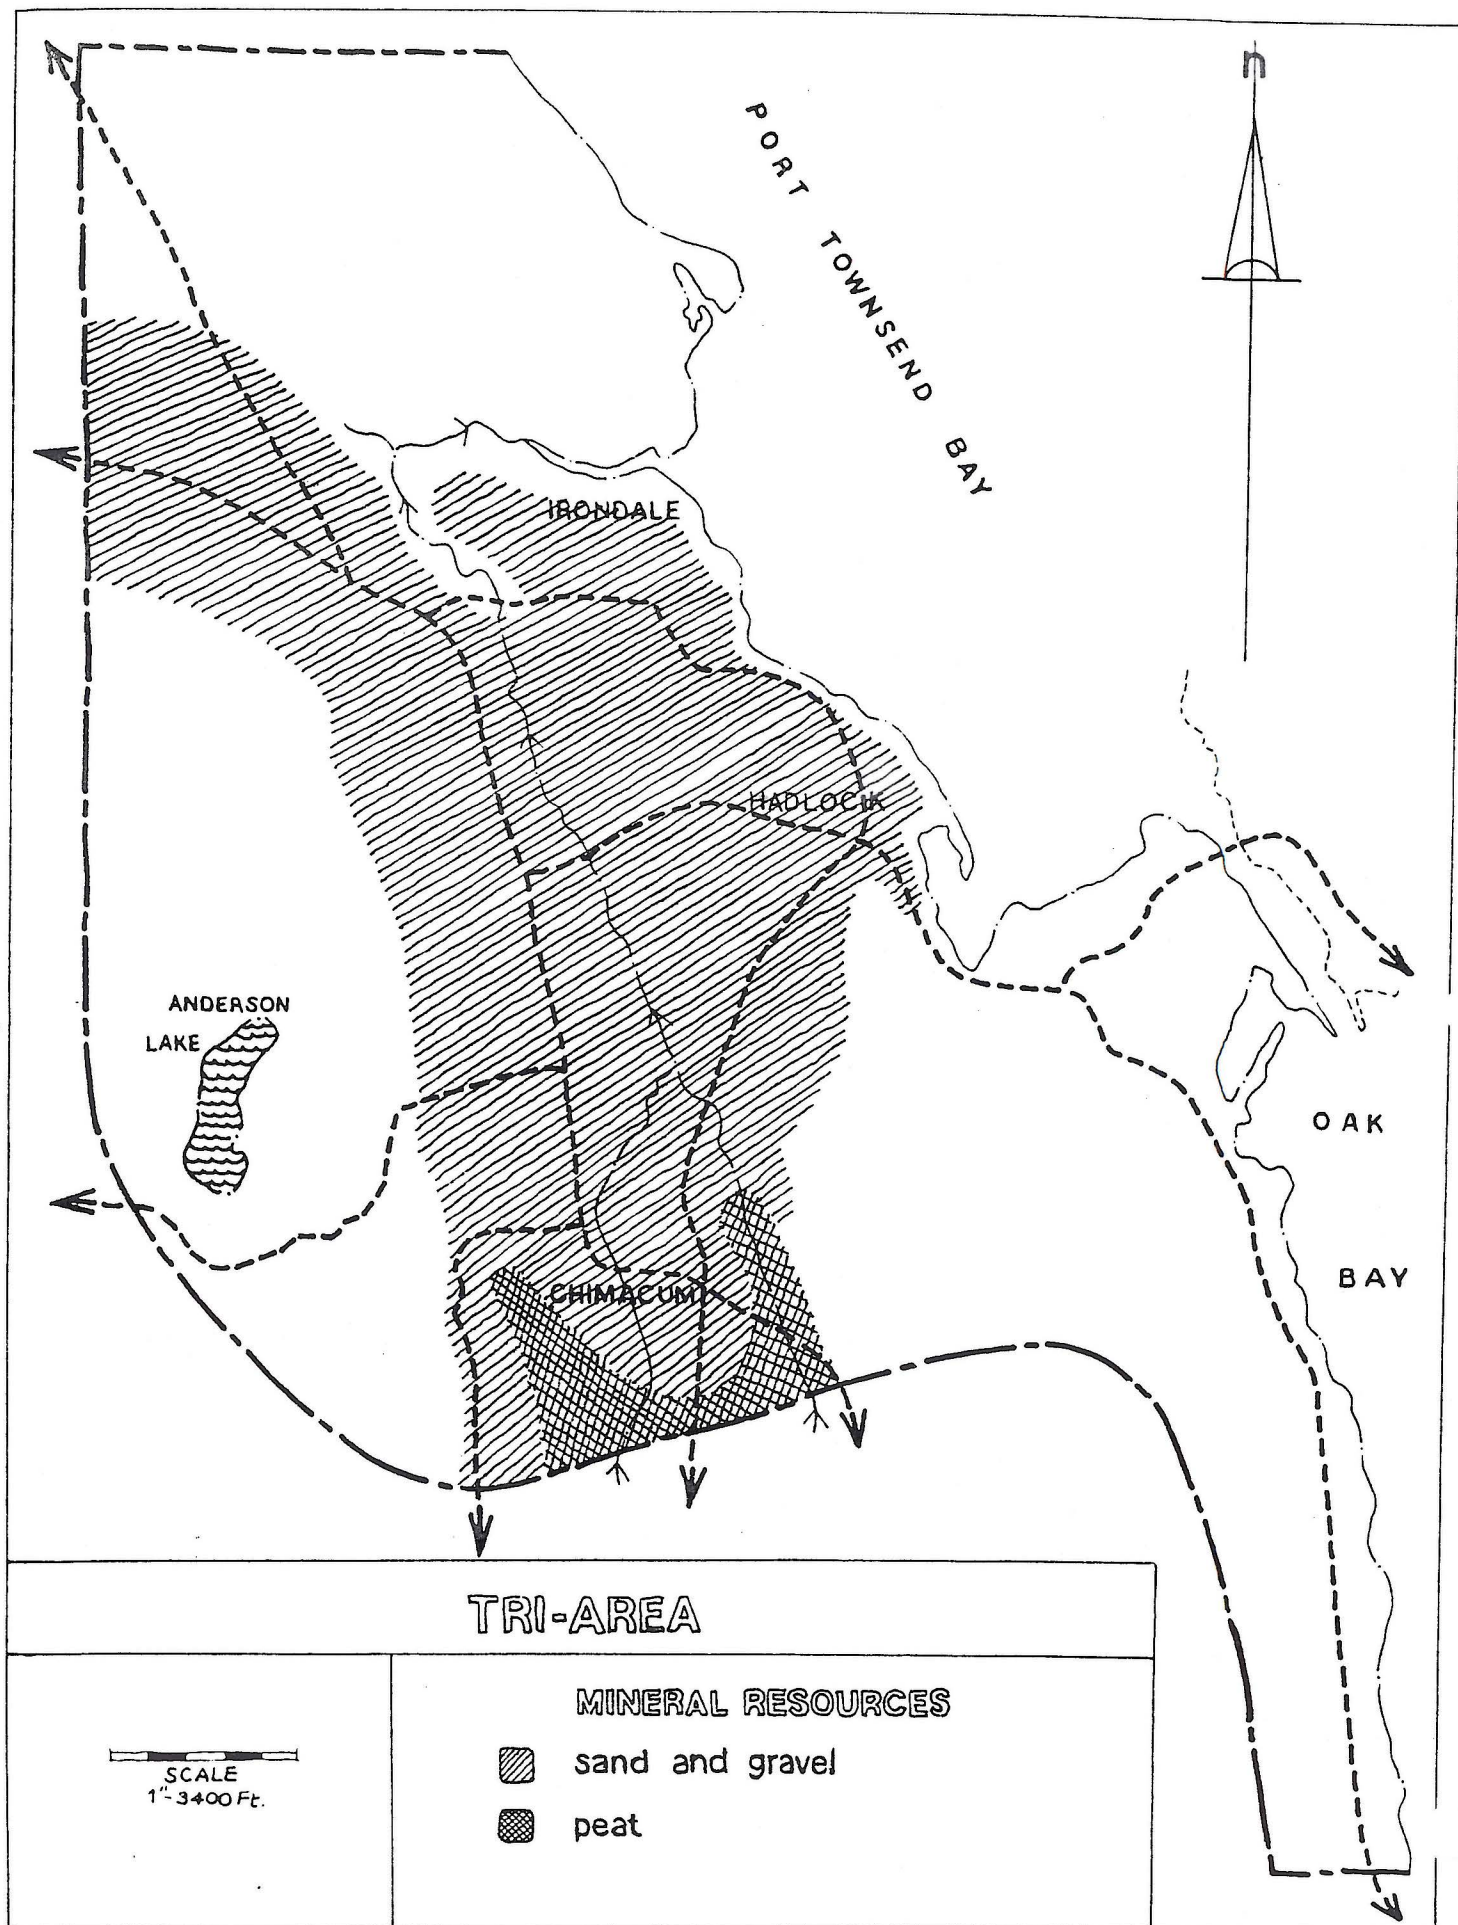 n
PORT TOWNSEND BAY
IRONDALE
HADLOCK
ANDERSON
LAKE
OAK
BAY
CHIMACUM
TRI-AREA
SCALE
1"-3400 Ft.
MINERAL RESOURCES
sand and gravel
peat